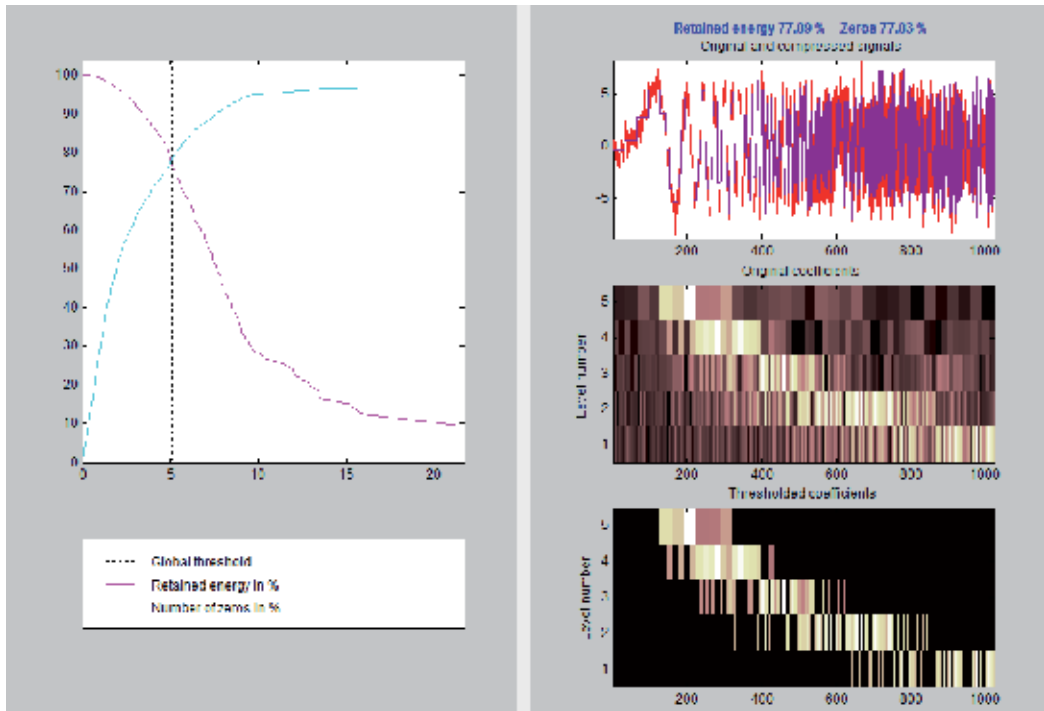 100
90
80
70
60
50
40
30
20
10
0
0 5 10 15 20
Global threshold
Retained energy in %
Number of zeros in %
Retained energy 77.09 % Zeros 77.03 %
Original and compressed signals
5
0
-5
200 400 600 800 1000
Original coefficients
Level number
5
4
3
2
1
200 400 600 800 1000
Thresholded coefficients
Level number
5
4
3
2
1
200 400 600 800 1000